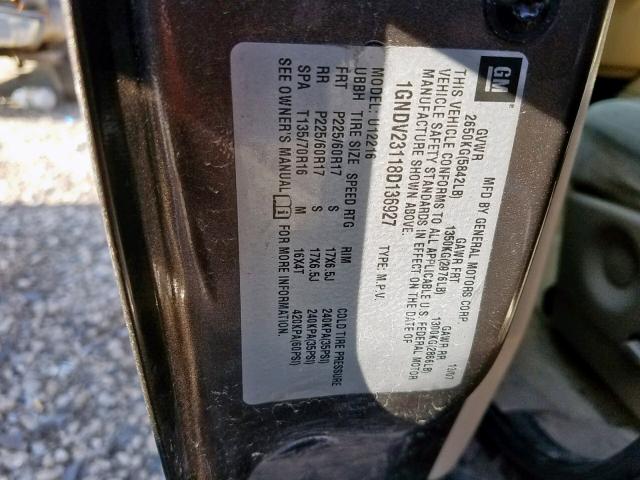 GM
MFD BY GENERAL MOTORS CORP 10/07
GVWR GAWR FRT GAWR RR
2650KG(5842LB) 1350KG(2976LB) 1300KG(2866LB)
THIS VEHICLE CONFORMS TO ALL APPLICABLE U.S. FEDERAL MOTOR
VEHICLE SAFETY STANDARDS IN EFFECT ON THE DATE OF
MANUFACTURE SHOWN ABOVE.
1GNDV23118D136927 TYPE: M.P.V.
MODEL: U12216
UBBH TIRE SIZE SPEED RTG RIM COLD TIRE PRESSURE
FRT P225/60R17 S 17X6.5J 240KPA(35PSI)
RR P225/60R17 S 17X6.5J 240KPA(35PSI)
SPA T135/70R16 M 16X4T 420KPA(60PSI)
SEE OWNER'S MANUAL FOR MORE INFORMATION.